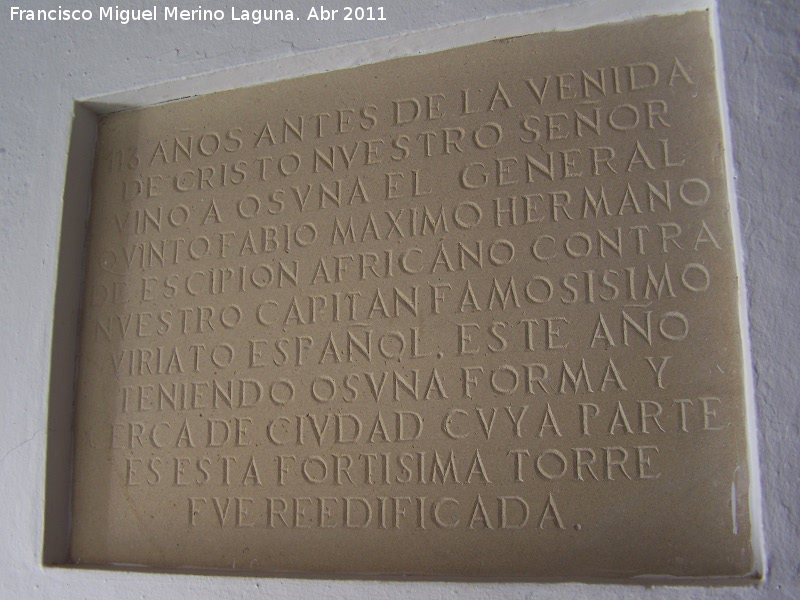 Francisco Miguel Merino Laguna. Abr 2011
113 AÑOS ANTES DE LA VENIDA
DE CRISTO NVESTRO SEÑOR
VINO A OSVNA EL GENERAL
QVINTO FABIO MAXIMO HERMANO
DE ESCIPION AFRICANO CONTRA
NVESTRO CAPITAN FAMOSISIMO
VIRIATO ESPAÑOL. ESTE AÑO
TENIENDO OSVNA FORMA Y
CERCA DE CIVDAD CVYA PARTE
ES ESTA FORTISIMA TORRE
FVE REEDIFICADA.